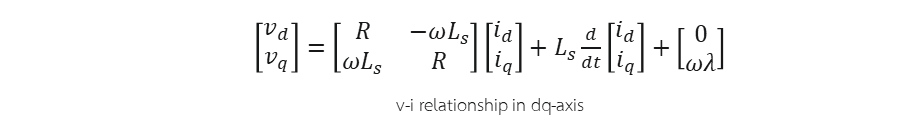 [v_d v_q] = [R −ωL_s ωL_s R] [i_d i_q] + L_s d/dt [i_d i_q] + [0 ωλ]
v-i relationship in dq-axis